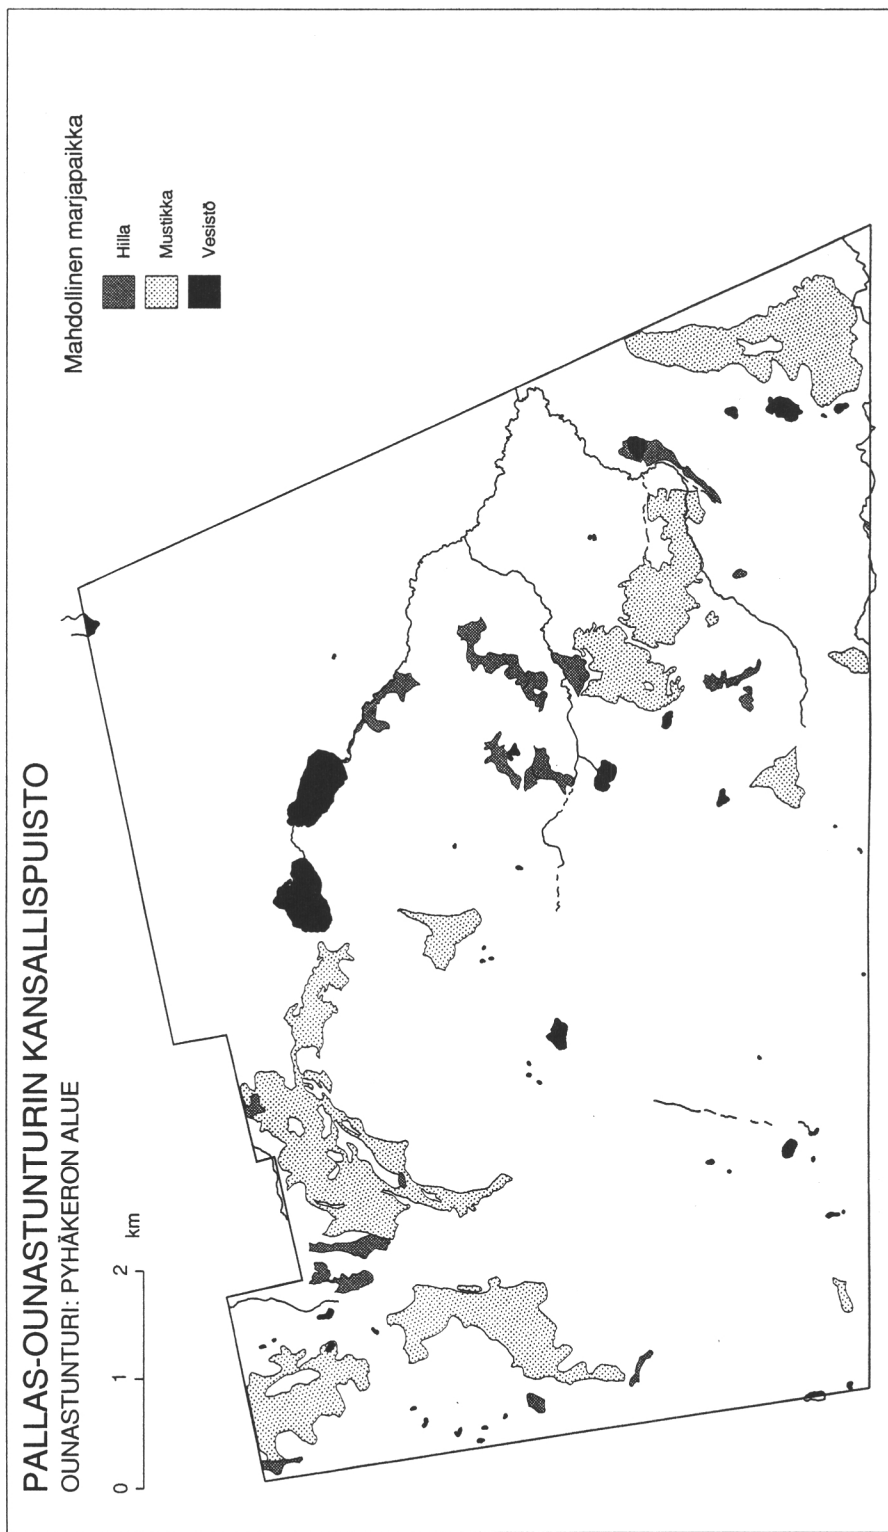 PALLAS-OUNASTUNTURIN KANSALLISPUISTO
OUNASTUNTURI: PYHÄKERON ALUE
0 1 2 km
Mahdollinen marjapaikka
Hilla
Mustikka
Vesistö